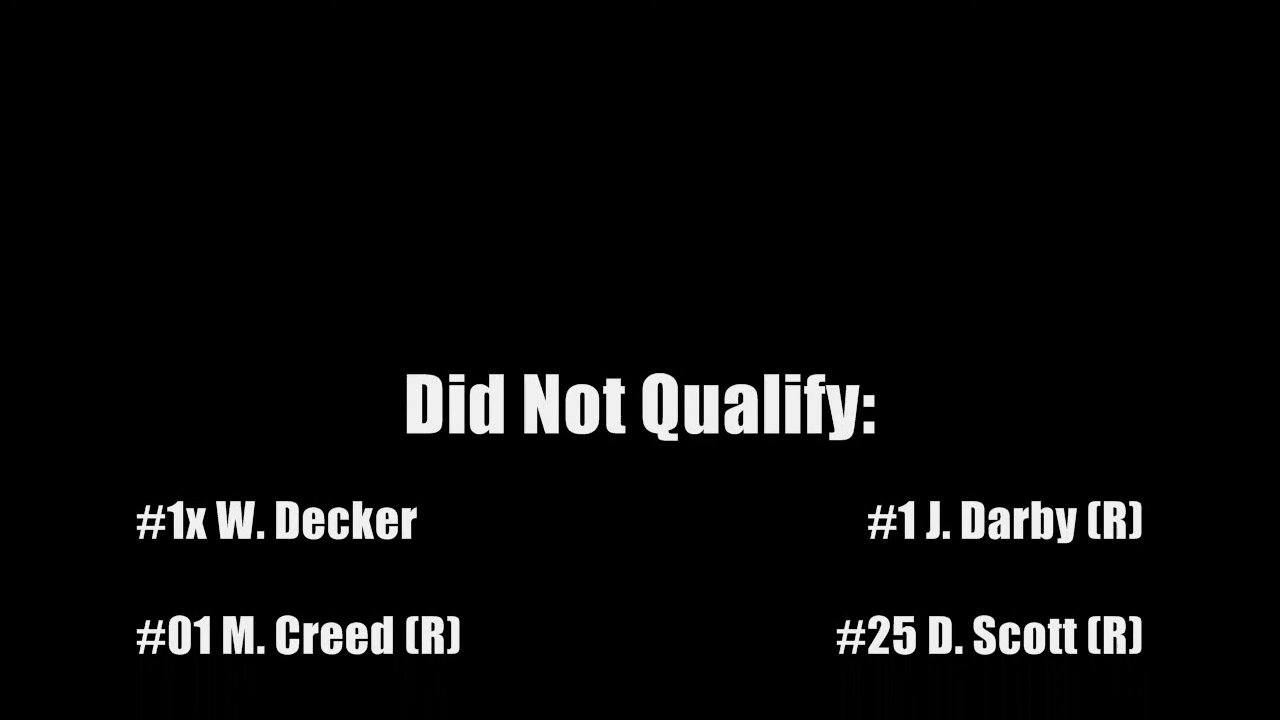 Did Not Qualify:
#1x W. Decker
#1 J. Darby (R)
#01 M. Creed (R)
#25 D. Scott (R)